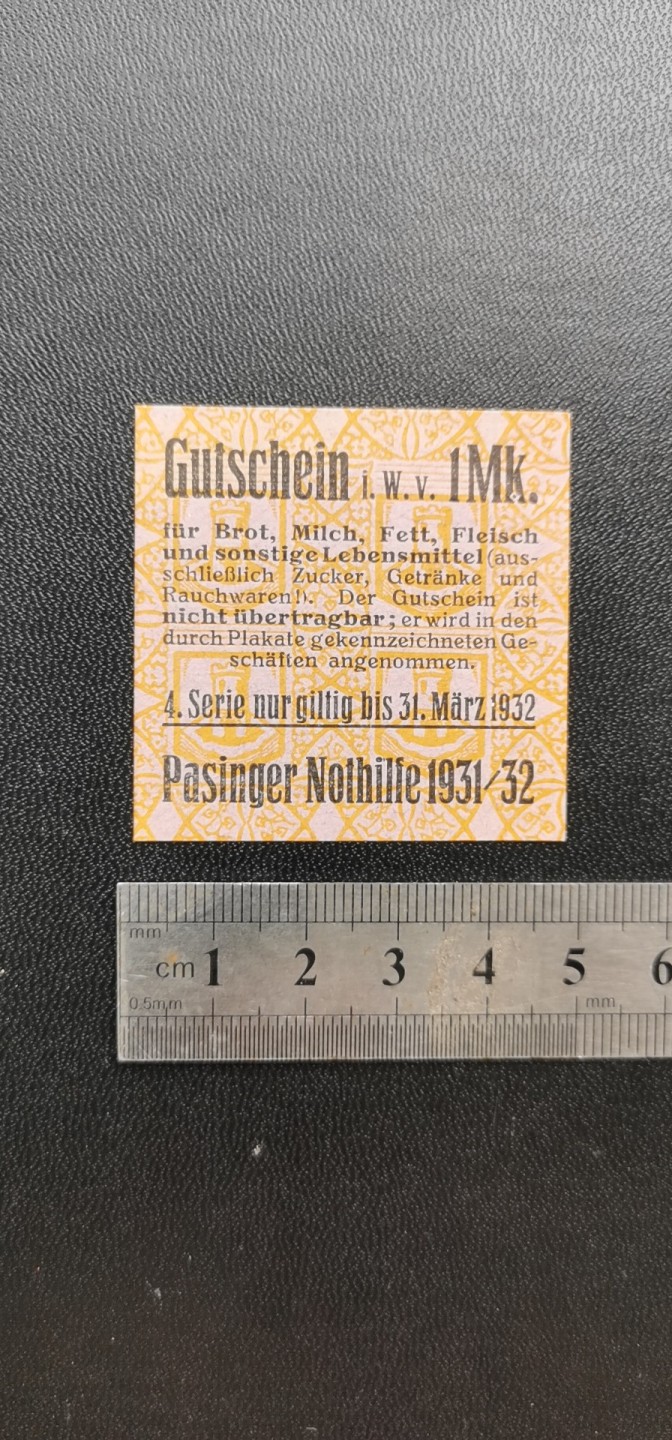 Gutschein i. W. v. 1 Mk.
für Brot, Milch, Fett, Fleisch
und sonstige Lebensmittel (aus-
schließlich Zucker, Getränke und
Rauchwaren!). Der Gutschein ist
nicht übertragbar; er wird in den
durch Plakate gekennzeichneten Ge-
schäften angenommen.
4. Serie nur giltig bis 31. März 1932
Pasinger Nothilfe 1931/32
mm
cm 1 2 3 4 5 6
0.5mm mm